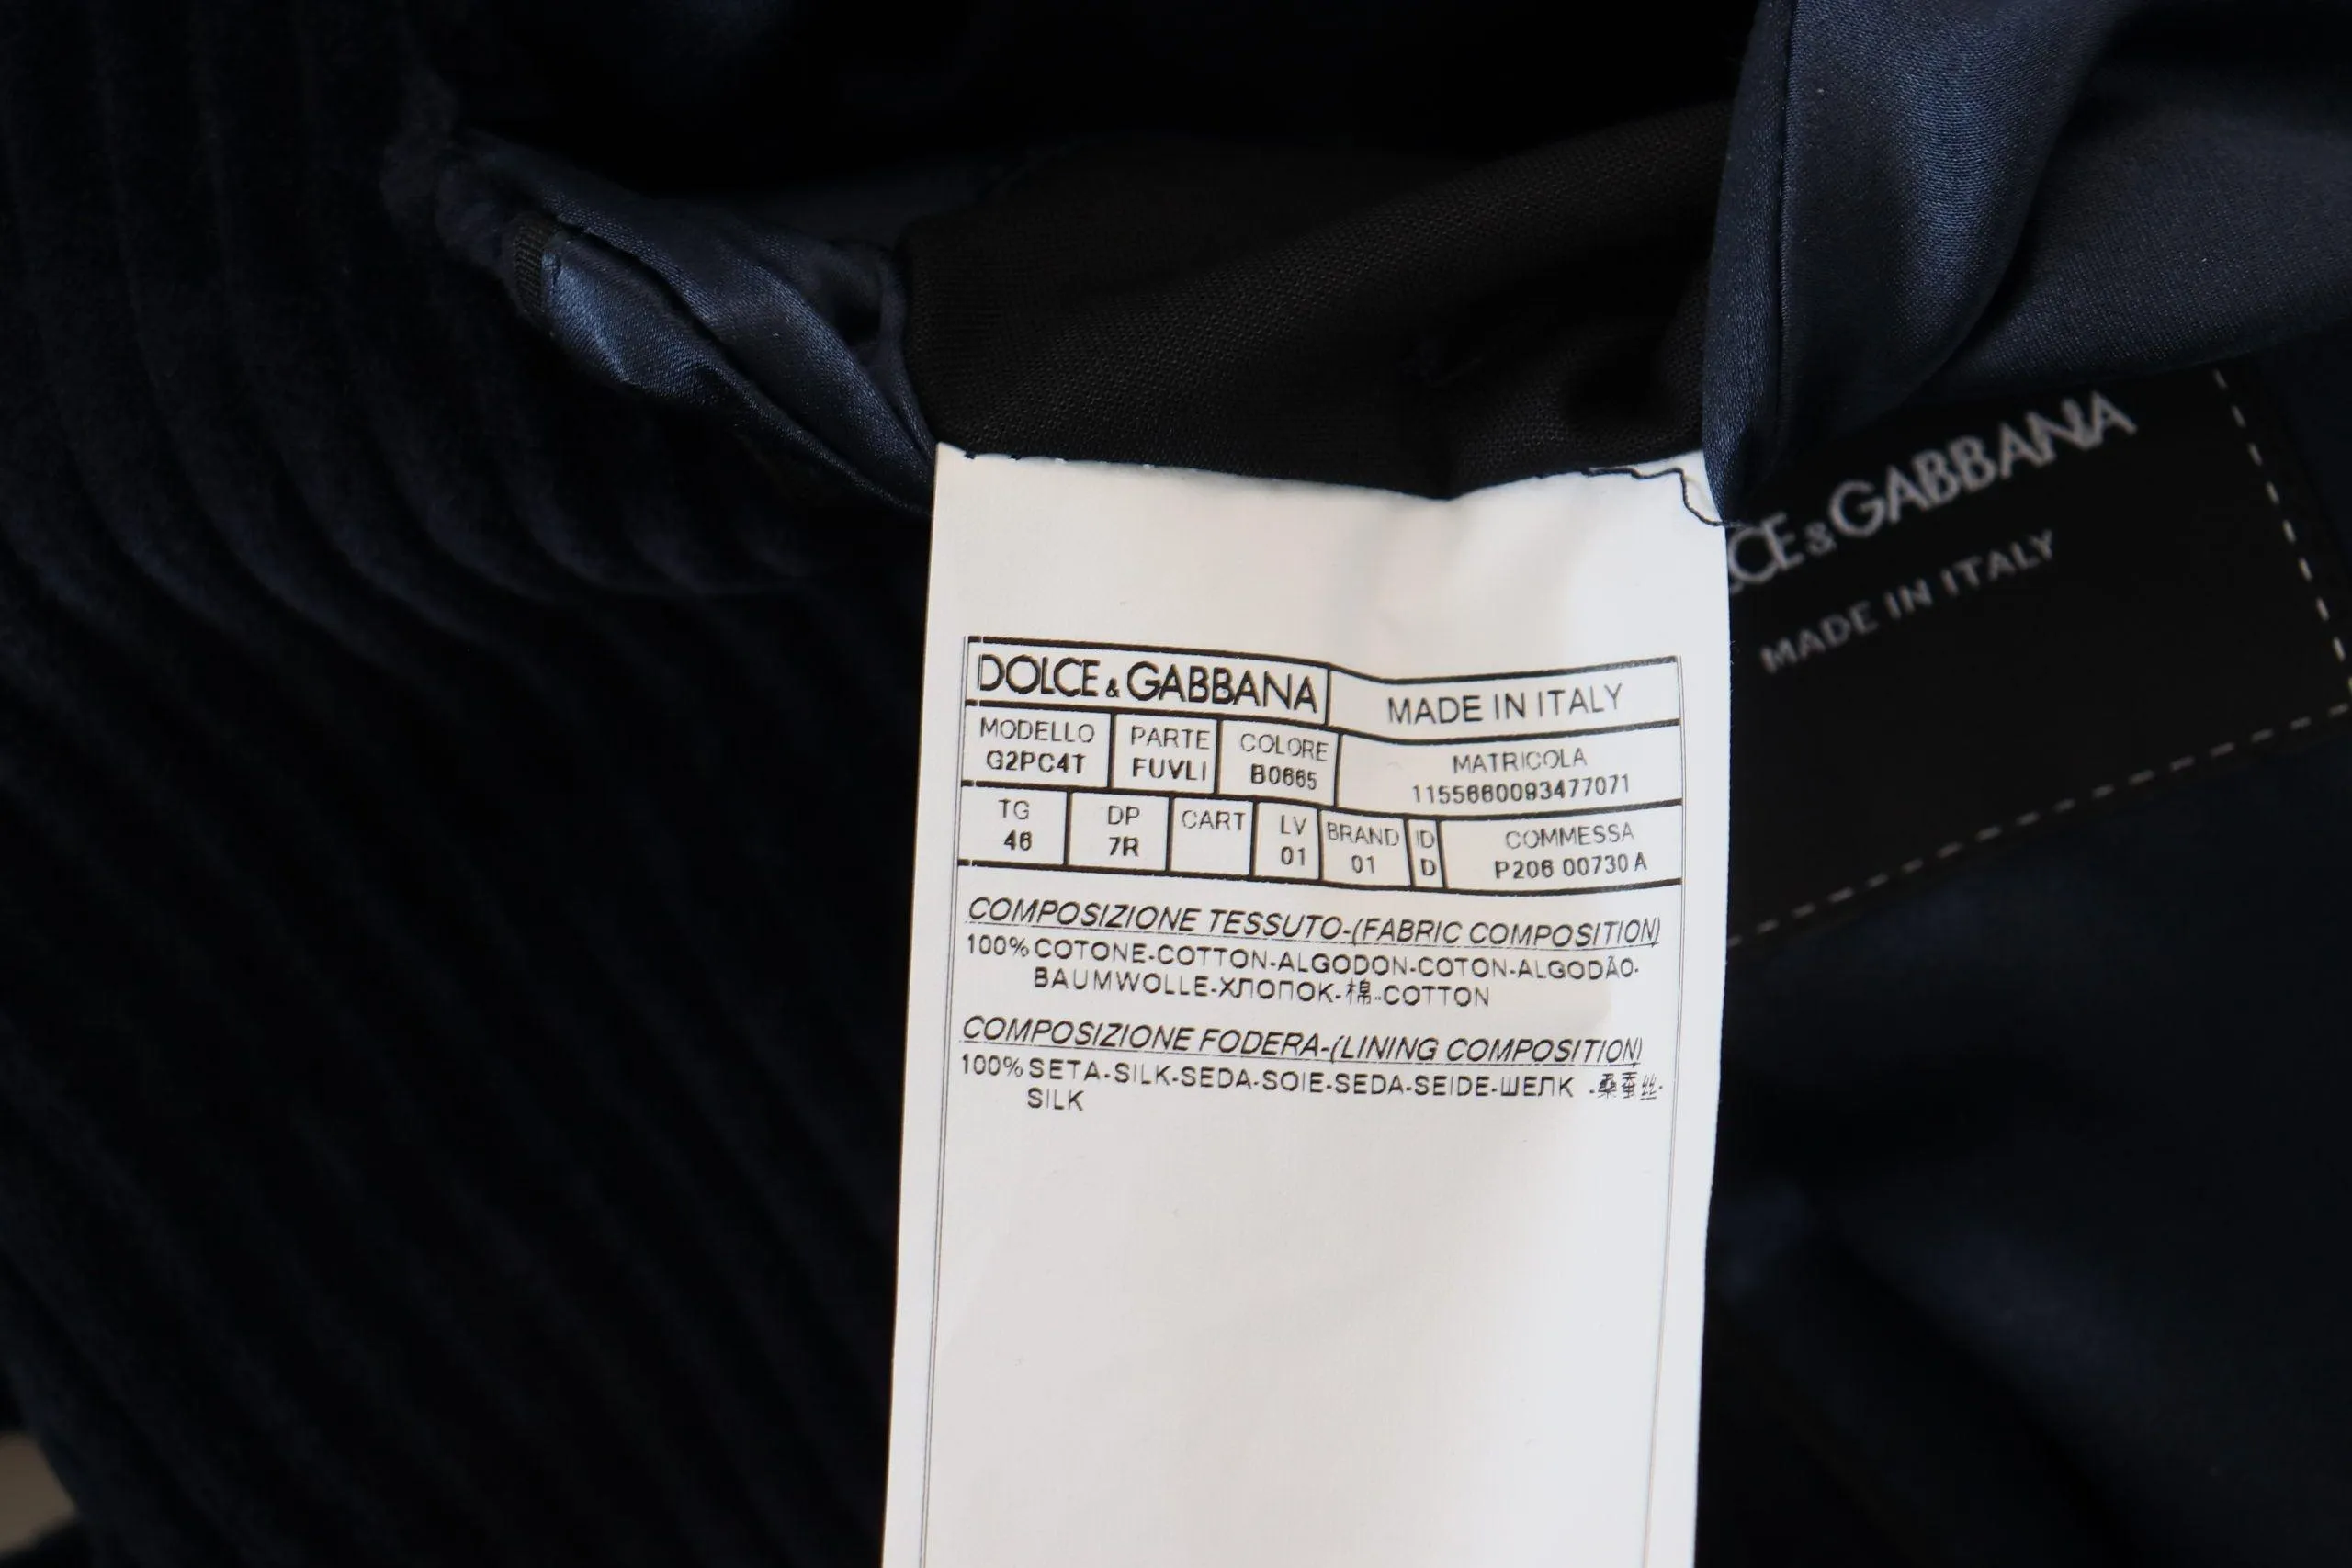 DOLCE & GABBANA MADE IN ITALY
MODELLO PARTE COLORE MATRICOLA
G2PC4T FUVLI B0665 1155660093477071
TG DP CART LV BRAND ID COMMESSA
46 7R 01 01 D P206 00730 A
COMPOSIZIONE TESSUTO-(FABRIC COMPOSITION)
100% COTONE-COTTON-ALGODON-COTON-ALGODÃO-
BAUMWOLLE-ХЛОПОК-棉-COTTON
COMPOSIZIONE FODERA-(LINING COMPOSITION)
100% SETA-SILK-SEDA-SOIE-SEDA-SEIDE-ШЕЛК -桑蚕丝-
SILK
CE & GABBANA
MADE IN ITALY